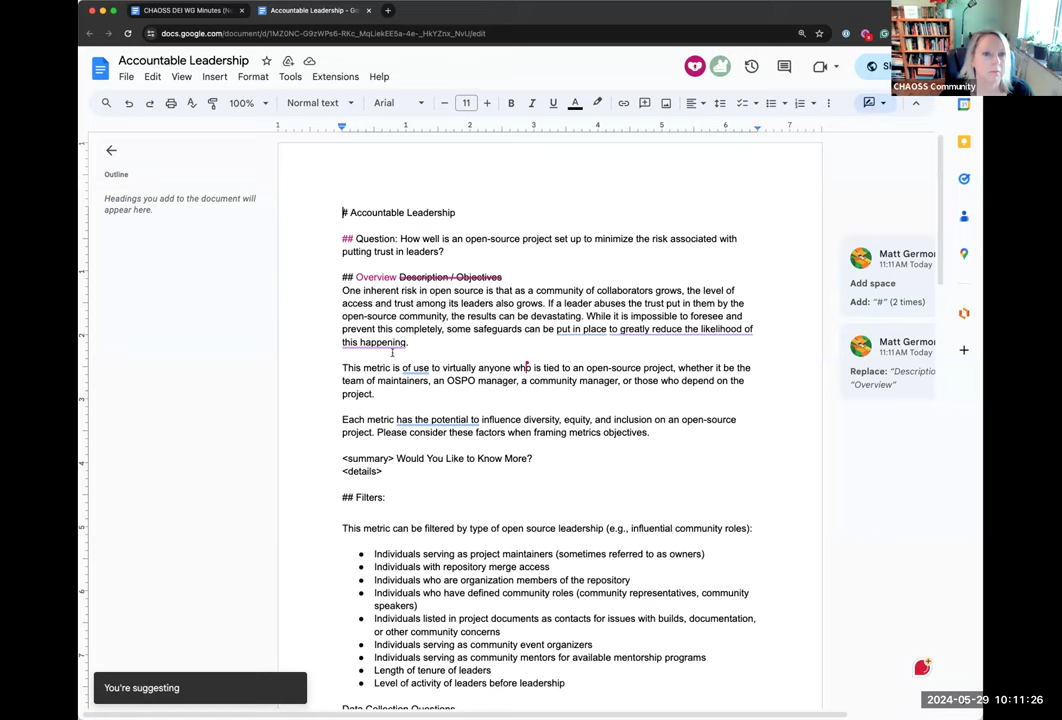 CHAOSS DEI WG Minutes (N
Accountable Leadership - Go
docs.google.com/document/d/1MZ0NC-G9zWPs6-RKc_MqLiekEE5a-4e-_HkYZnx_NvU/edit
Accountable Leadership
File Edit View Insert Format Tools Extensions Help
Sh
CHAOSS Community
100% Normal text Arial 11
1 1 2 3 4 5 6 7
Outline
Headings you add to the document will
appear here.
# Accountable Leadership
## Question: How well is an open-source project set up to minimize the risk associated with
putting trust in leaders?
## Overview Description / Objectives
One inherent risk in open source is that as a community of collaborators grows, the level of
access and trust among its leaders also grows. If a leader abuses the trust put in them by the
open-source community, the results can be devastating. While it is impossible to foresee and
prevent this completely, some safeguards can be put in place to greatly reduce the likelihood of
this happening.
This metric is of use to virtually anyone who is tied to an open-source project, whether it be the
team of maintainers, an OSPO manager, a community manager, or those who depend on the
project.
Each metric has the potential to influence diversity, equity, and inclusion on an open-source
project. Please consider these factors when framing metrics objectives.
<summary> Would You Like to Know More?
<details>
## Filters:
This metric can be filtered by type of open source leadership (e.g., influential community roles):
● Individuals serving as project maintainers (sometimes referred to as owners)
● Individuals with repository merge access
● Individuals who are organization members of the repository
● Individuals who have defined community roles (community representatives, community
speakers)
● Individuals listed in project documents as contacts for issues with builds, documentation,
or other community concerns
● Individuals serving as community event organizers
● Individuals serving as community mentors for available mentorship programs
● Length of tenure of leaders
● Level of activity of leaders before leadership
Data Collection Questions
Matt Germon
11:11 AM Today
Add space
Add: "#" (2 times)
Matt Germon
11:11 AM Today
Replace: "Descriptio
"Overview"
You're suggesting
2024-05-29 10:11:26